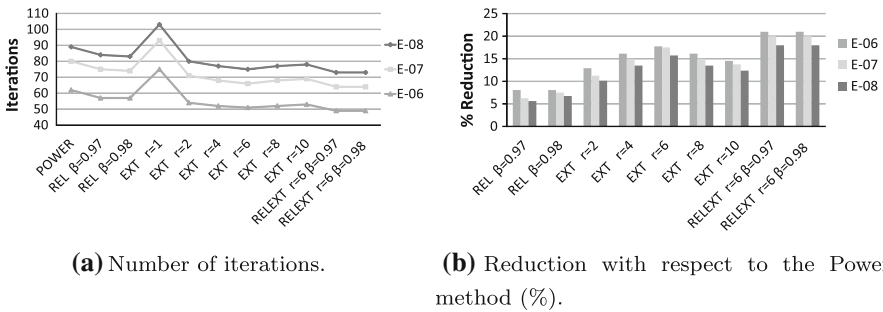 110
100
90
80
70
60
50
40
Iterations
POWER
REL β=0.97
REL β=0.98
EXT r=1
EXT r=2
EXT r=4
EXT r=6
EXT r=8
EXT r=10
RELEXT r=6 β=0.97
RELEXT r=6 β=0.98
E-08
E-07
E-06
25
20
15
10
5
0
% Reduction
REL β=0.97
REL β=0.98
EXT r=2
EXT r=4
EXT r=6
EXT r=8
EXT r=10
RELEXT r=6 β=0.97
RELEXT r=6 β=0.98
E-06
E-07
E-08
(a) Number of iterations.
(b) Reduction with respect to the Power
method (%).